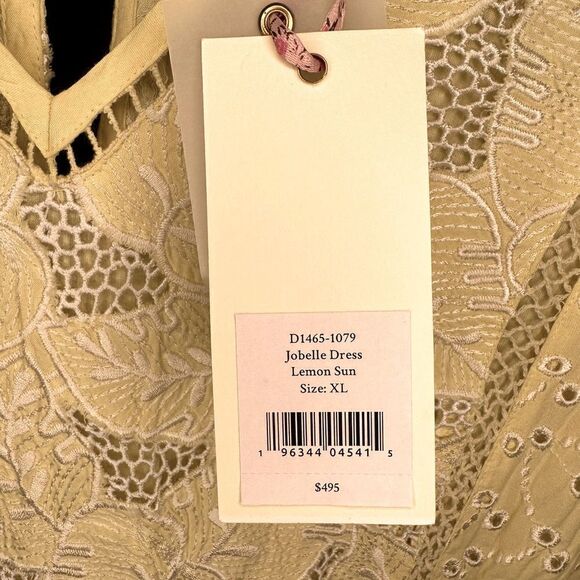 D1465-1079
Jobelle Dress
Lemon Sun
Size: XL
1 96344 04541 5
$495